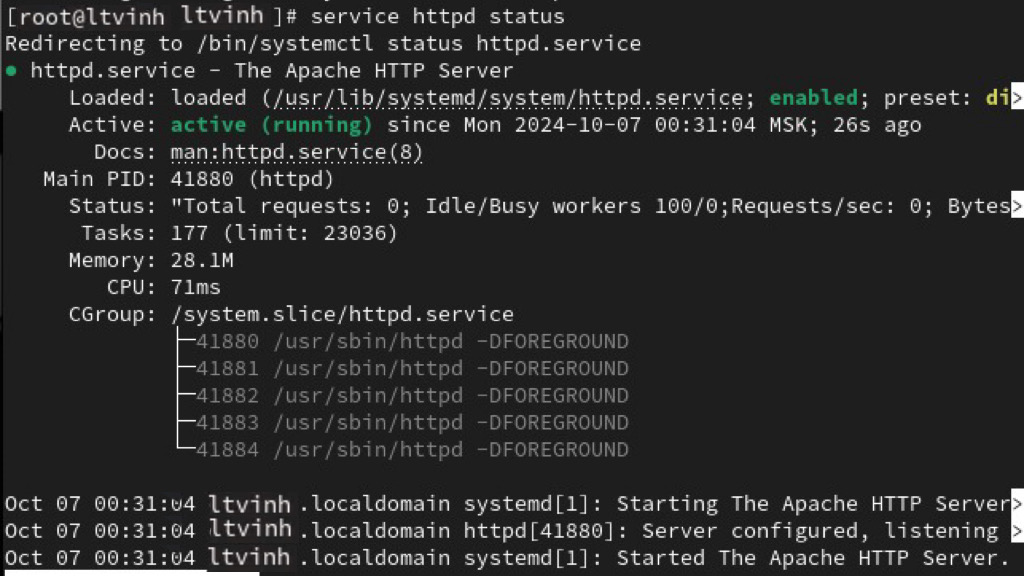 [root@ltvinh ltvinh ]# service httpd status
Redirecting to /bin/systemctl status httpd.service
● httpd.service - The Apache HTTP Server
Loaded: loaded (/usr/lib/systemd/system/httpd.service; enabled; preset: di>
Active: active (running) since Mon 2024-10-07 00:31:04 MSK; 26s ago
Docs: man:httpd.service(8)
Main PID: 41880 (httpd)
Status: "Total requests: 0; Idle/Busy workers 100/0;Requests/sec: 0; Bytes>
Tasks: 177 (limit: 23036)
Memory: 28.1M
CPU: 71ms
CGroup: /system.slice/httpd.service
├─41880 /usr/sbin/httpd -DFOREGROUND
├─41881 /usr/sbin/httpd -DFOREGROUND
├─41882 /usr/sbin/httpd -DFOREGROUND
├─41883 /usr/sbin/httpd -DFOREGROUND
└─41884 /usr/sbin/httpd -DFOREGROUND
Oct 07 00:31:04 ltvinh .localdomain systemd[1]: Starting The Apache HTTP Server>
Oct 07 00:31:04 ltvinh .localdomain httpd[41880]: Server configured, listening >
Oct 07 00:31:04 ltvinh .localdomain systemd[1]: Started The Apache HTTP Server.